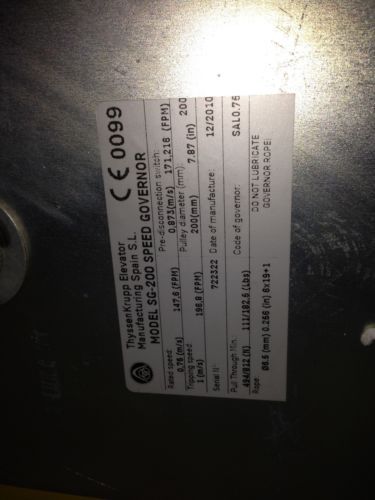 ThyssenKrupp Elevator
Manufacturing Spain S.L.
CE 0099
MODEL SG-200 SPEED GOVERNOR
Rated speed: Pre-disconnection switch:
0,75 (m/s) 147,6 (FPM) 0,873(m/s) 171,216 (FPM)
Tripping speed: Pulley diameter (mm): 200
1 (m/s) 196,8 (FPM) 200(mm) 7.87 (in)
Serial N: 722322 Date of manufacture: 12/2010
Pull Through Min. Code of governor: SAL0.75
494/812 (N) 111/182,5 (Lbs)
Rope: DO NOT LUBRICATE
Ø6,5 (mm) 0.256 (in) 6x19+1 GOVERNOR ROPE!